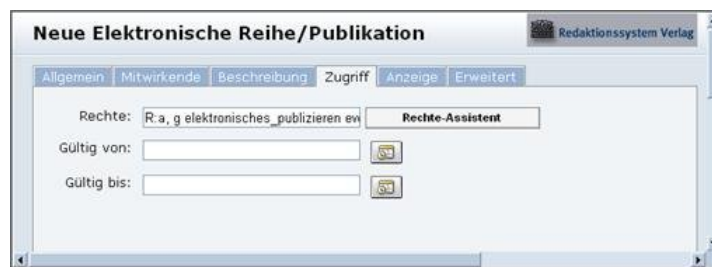 Neue Elektronische Reihe/Publikation
Redaktionssystem Verlag
Allgemein Mitwirkende Beschreibung Zugriff Anzeige Erweitert
Rechte: R:a, g elektronisches_publizieren Rechte-Assistent
Gültig von:
Gültig bis: